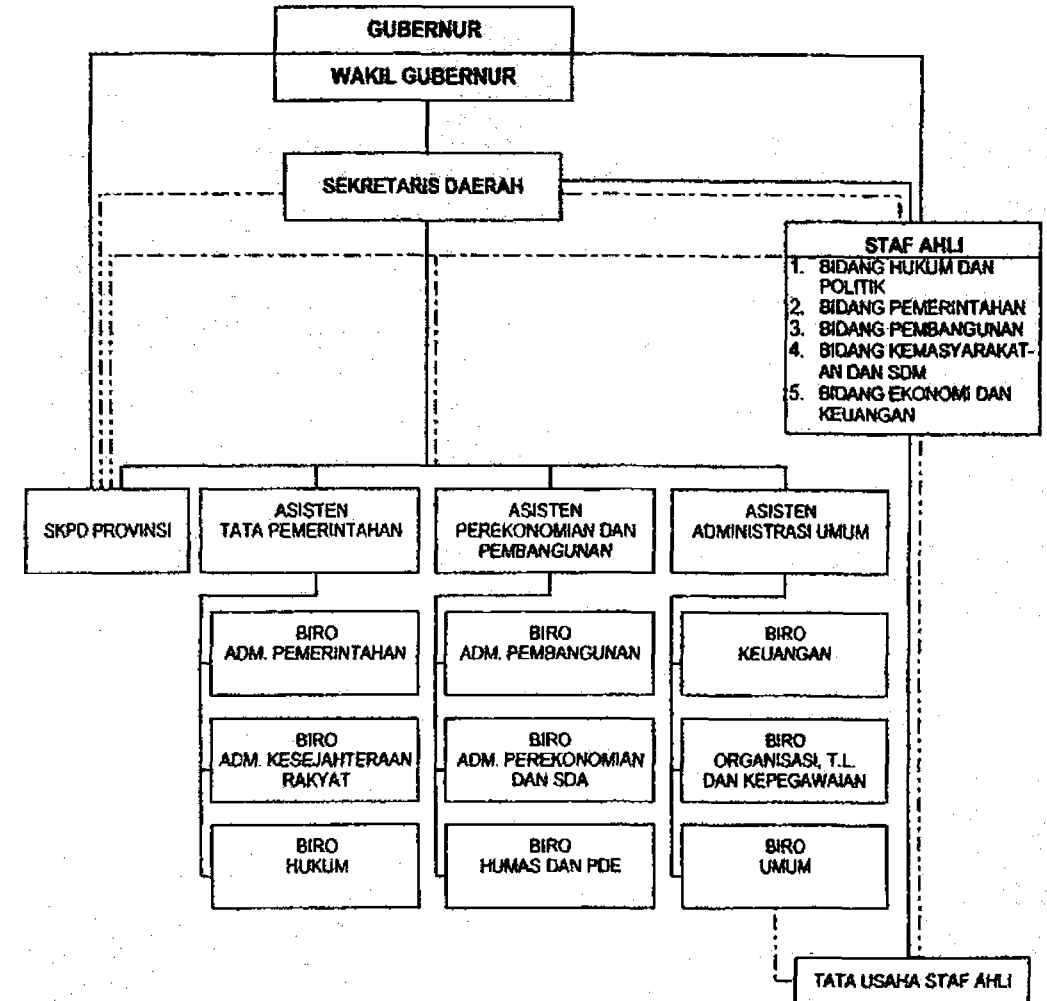 GUBERNUR
WAKIL GUBERNUR
SEKRETARIS DAERAH
STAF AHLI
1. BIDANG HUKUM DAN
POLITIK
2. BIDANG PEMERINTAHAN
3. BIDANG PEMBANGUNAN
4. BIDANG KEMASYARAKAT-
AN DAN SDM
5. BIDANG EKONOMI DAN
KEUANGAN
SKPD PROVINSI
ASISTEN
TATA PEMERINTAHAN
ASISTEN
PEREKONOMIAN DAN
PEMBANGUNAN
ASISTEN
ADMINISTRASI UMUM
BIRO
ADM. PEMERINTAHAN
BIRO
ADM. PEMBANGUNAN
BIRO
KEUANGAN
BIRO
ADM. KESEJAHTERAAN
RAKYAT
BIRO
ADM. PEREKONOMIAN
DAN SDA
BIRO
ORGANISASI, T.L.
DAN KEPEGAWAIAN
BIRO
HUKUM
BIRO
HUMAS DAN PDE
BIRO
UMUM
TATA USAHA STAF AHLI